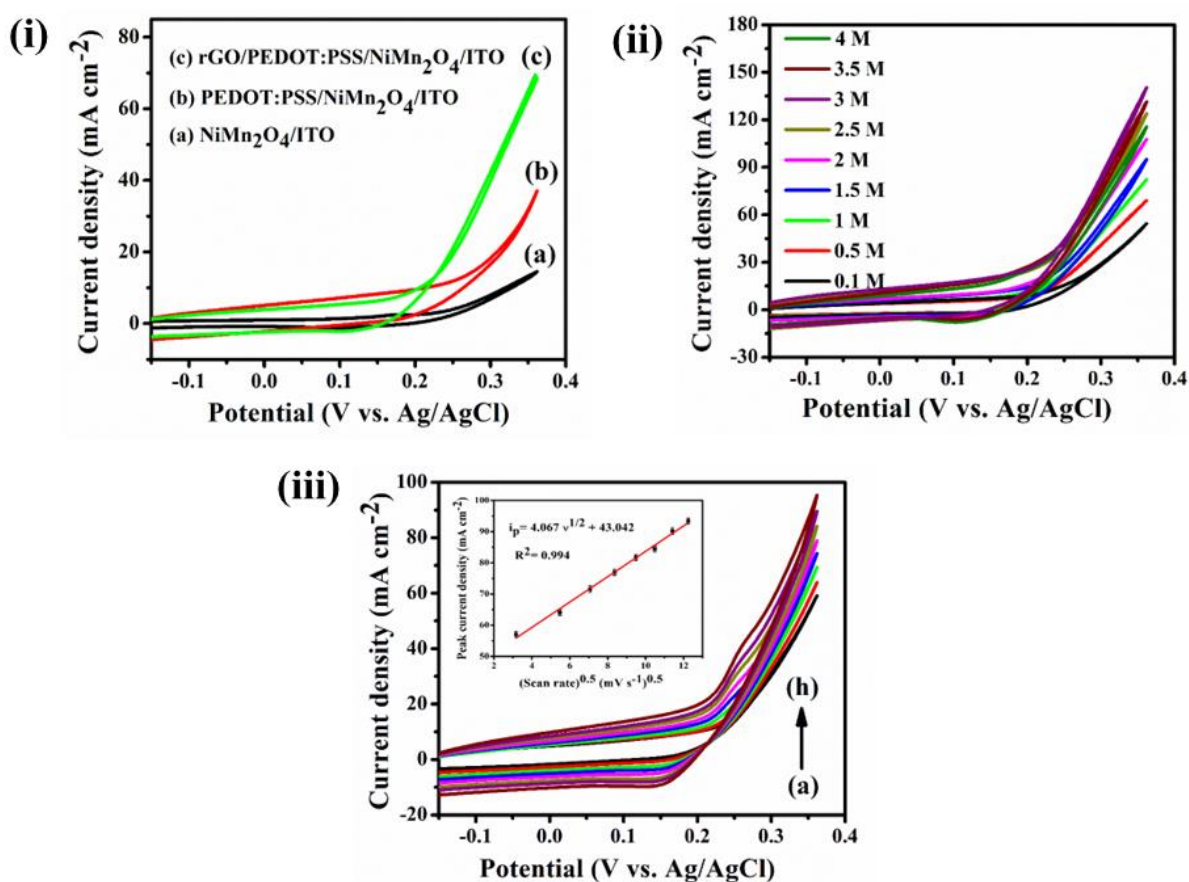 (i)
Current density (mA cm⁻²)
80
60
40
20
0
(c) rGO/PEDOT:PSS/NiMn₂O₄/ITO
(b) PEDOT:PSS/NiMn₂O₄/ITO
(a) NiMn₂O₄/ITO
(c)
(b)
(a)
-0.1 0.0 0.1 0.2 0.3 0.4
Potential (V vs. Ag/AgCl)
(ii)
Current density (mA cm⁻²)
180
150
120
90
60
30
0
-30
4 M
3.5 M
3 M
2.5 M
2 M
1.5 M
1 M
0.5 M
0.1 M
-0.1 0.0 0.1 0.2 0.3 0.4
Potential (V vs. Ag/AgCl)
(iii)
Current density (mA cm⁻²)
100
80
60
40
20
0
-20
Peak current density (mA cm⁻²)
100
90
80
70
60
50
iₚ= 4.067 ν^1/2 + 43.042
R²= 0.994
2 4 6 8 10 12
(Scan rate)^0.5 (mV s⁻¹)^0.5
(h)
(a)
-0.1 0.0 0.1 0.2 0.3 0.4
Potential (V vs. Ag/AgCl)